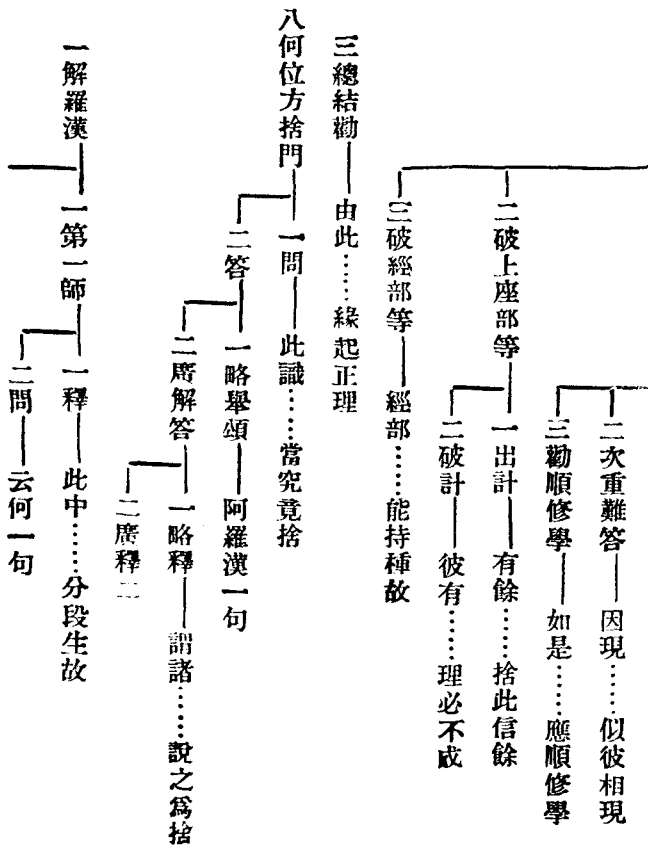 二次重難答——因現……似彼相現
三勸順修學——如是……應順修學
二破上座部等
一出計——有餘……捨此信餘
二破計——彼有……理必不成
三破經部等——經部……能持種故
三總結勸——由此……緣起正理
八何位方捨門
一問——此識……當究竟捨
二答
一略舉頌——阿羅漢一句
二廣解答
一略釋——謂諸……說之爲捨
二廣釋二
一解羅漢
一第一師
一釋——此中……分段生故
二問——云何一句